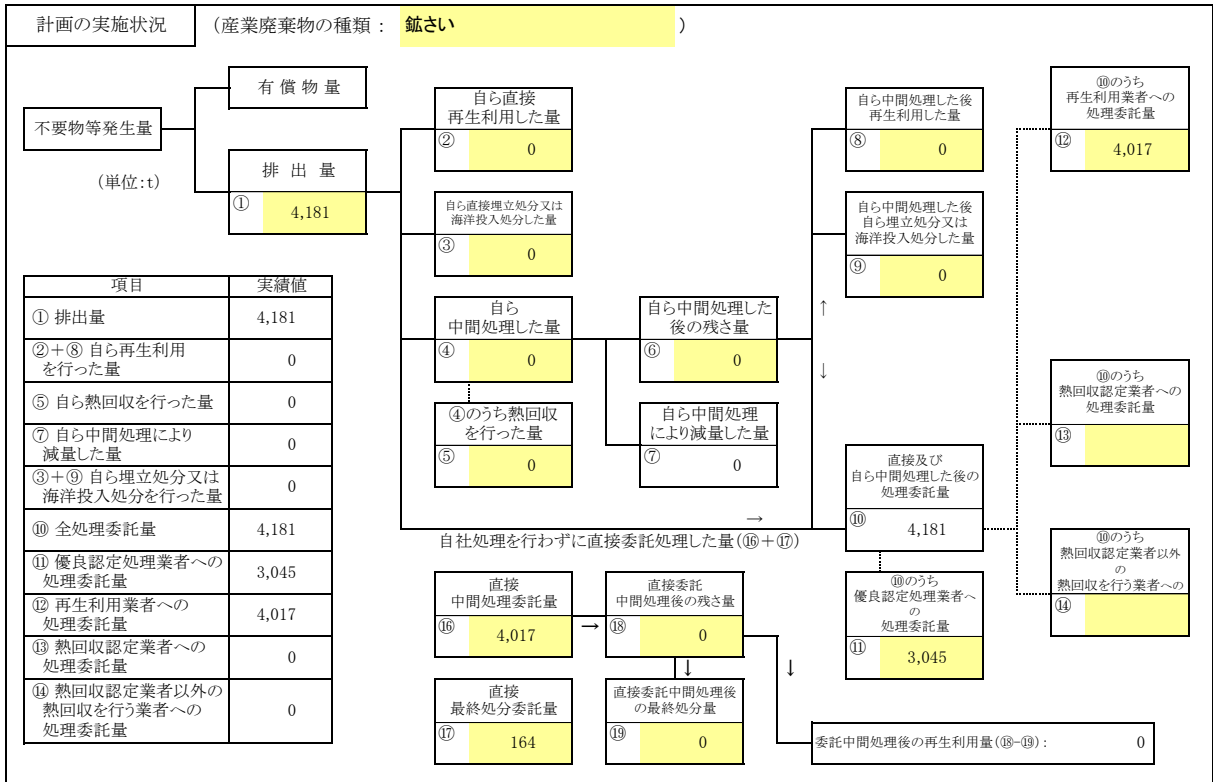 計画の実施状況
(産業廃棄物の種類： 鉱さい )
不要物等発生量
(単位:t)
有 償 物 量
排 出 量
① 4,181
自ら直接
再生利用した量
② 0
自ら直接埋立処分又は
海洋投入処分した量
③ 0
自ら
中間処理した量
④ 0
④のうち熱回収
を行った量
⑤ 0
自ら中間処理した
後の残さ量
⑥ 0
自ら中間処理
により減量した量
⑦ 0
自ら中間処理した後
再生利用した量
⑧ 0
自ら中間処理した後
自ら埋立処分又は
海洋投入処分した量
⑨ 0
↑
↓
直接及び
自ら中間処理した後の
処理委託量
⑩ 4,181
⑩のうち
優良認定処理業者へ
の
処理委託量
⑪ 3,045
⑩のうち
再生利用業者への
処理委託量
⑫ 4,017
⑩のうち
熱回収認定業者への
処理委託量
⑬
⑩のうち
熱回収認定業者以外
の
熱回収を行う業者への
⑭
→
自社処理を行わずに直接委託処理した量(⑯+⑰)
直接
中間処理委託量
⑯ 4,017
→
直接委託
中間処理後の残さ量
⑱ 0
↓
↓
直接
最終処分委託量
⑰ 164
直接委託中間処理後
の最終処分量
⑲ 0
委託中間処理後の再生利用量(⑱-⑲)： 0
項目 実績値
① 排出量 4,181
②+⑧ 自ら再生利用
を行った量 0
⑤ 自ら熱回収を行った量 0
⑦ 自ら中間処理により
減量した量 0
③+⑨ 自ら埋立処分又は
海洋投入処分を行った量 0
⑩ 全処理委託量 4,181
⑪ 優良認定処理業者への
処理委託量 3,045
⑫ 再生利用業者への
処理委託量 4,017
⑬ 熱回収認定業者への
処理委託量 0
⑭ 熱回収認定業者以外の
熱回収を行う業者への
処理委託量 0